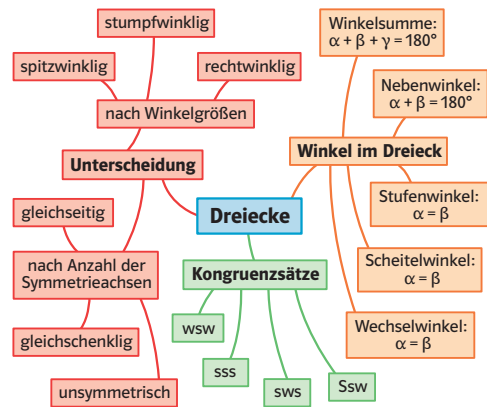 stumpfwinklig
spitzwinklig
rechtwinklig
nach Winkelgrößen
Unterscheidung
gleichseitig
nach Anzahl der
Symmetrieachsen
gleichschenklig
unsymmetrisch
Dreiecke
Kongruenzsätze
wsw
sss
sws
Ssw
Winkelsumme:
α + β + γ = 180°
Nebenwinkel:
α + β = 180°
Winkel im Dreieck
Stufenwinkel:
α = β
Scheitelwinkel:
α = β
Wechselwinkel:
α = β